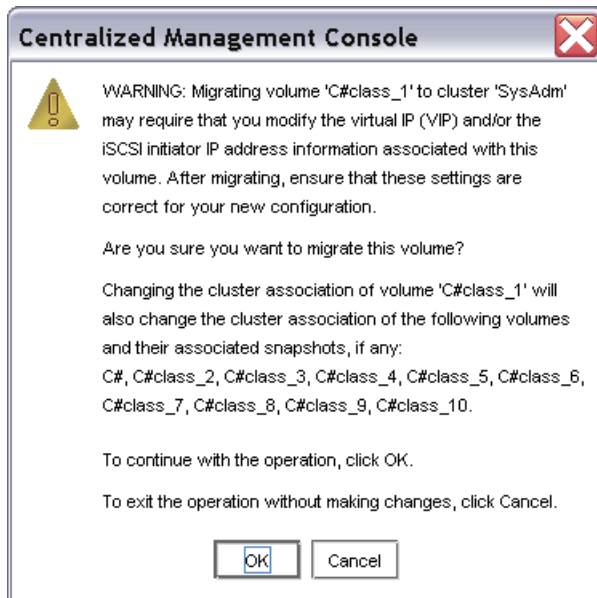 Centralized Management Console
WARNING: Migrating volume 'C#class_1' to cluster 'SysAdm'
may require that you modify the virtual IP (VIP) and/or the
iSCSI initiator IP address information associated with this
volume. After migrating, ensure that these settings are
correct for your new configuration.
Are you sure you want to migrate this volume?
Changing the cluster association of volume 'C#class_1' will
also change the cluster association of the following volumes
and their associated snapshots, if any:
C#, C#class_2, C#class_3, C#class_4, C#class_5, C#class_6,
C#class_7, C#class_8, C#class_9, C#class_10.
To continue with the operation, click OK.
To exit the operation without making changes, click Cancel.
OK Cancel